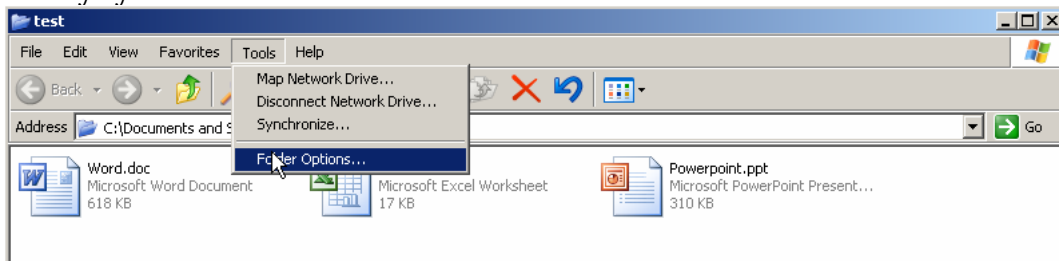 test
File Edit View Favorites Tools Help
Map Network Drive...
Back
Disconnect Network Drive...
Synchronize...
Address C:\Documents and
Go
Folder Options...
Word.doc
Microsoft Word Document
618 KB
Microsoft Excel Worksheet
17 KB
Powerpoint.ppt
Microsoft PowerPoint Present...
310 KB